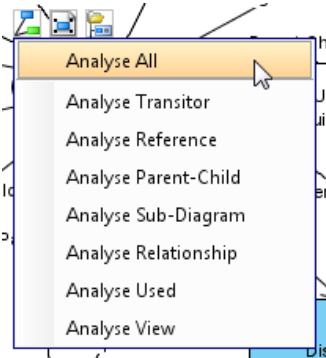 Analyse All
Analyse Transitor
Analyse Reference
Analyse Parent-Child
Analyse Sub-Diagram
Analyse Relationship
Analyse Used
Analyse View